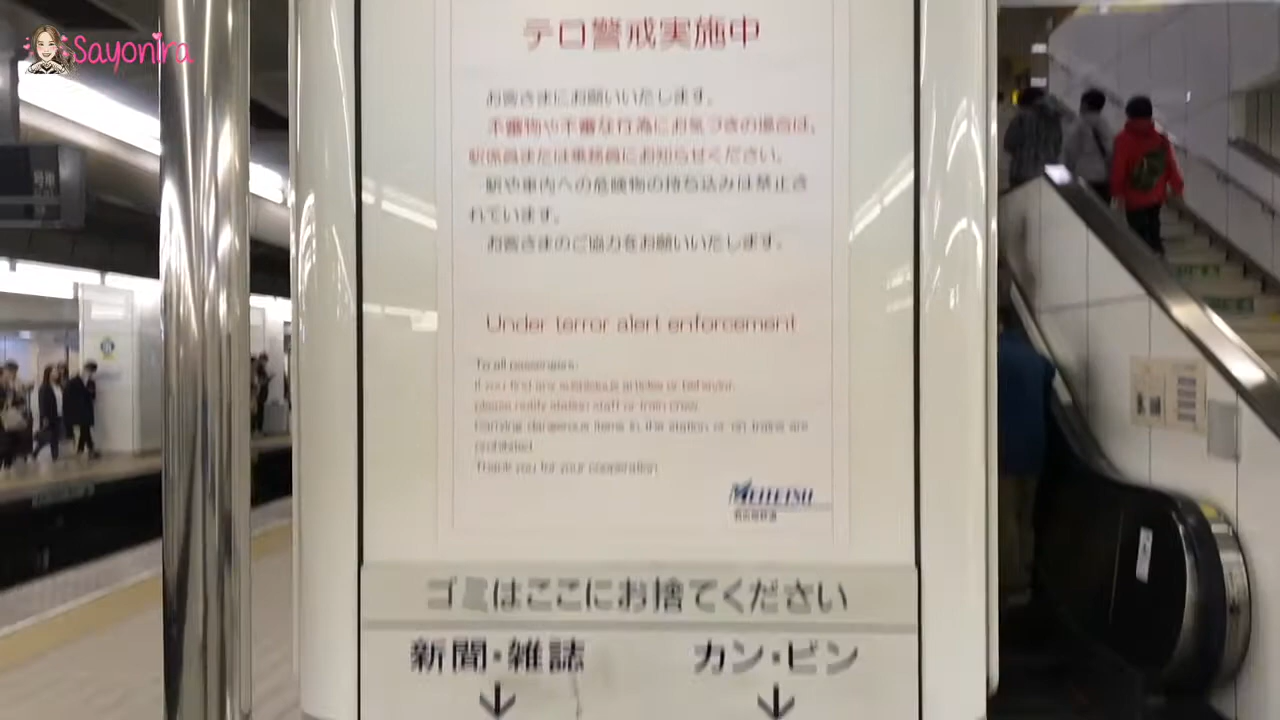 Sayonira
テロ警戒実施中
お客さまにお願いいたします。
不審物や不審な行為にお気づきの場合は、
駅係員または乗務員にお知らせください。
駅や車内への危険物の持ち込みは禁止さ
れています。
お客さまのご協力をお願いいたします。
Under terror alert enforcement
To all passengers:
If you find any suspicious articles or behavior,
please notify station staff or train crew.
Carrying dangerous items in the station or on trains are
prohibited.
Thank you for your cooperation
MEITETSU
ゴミはここにお捨てください
新聞・雑誌 カン・ビン
↓ ↓